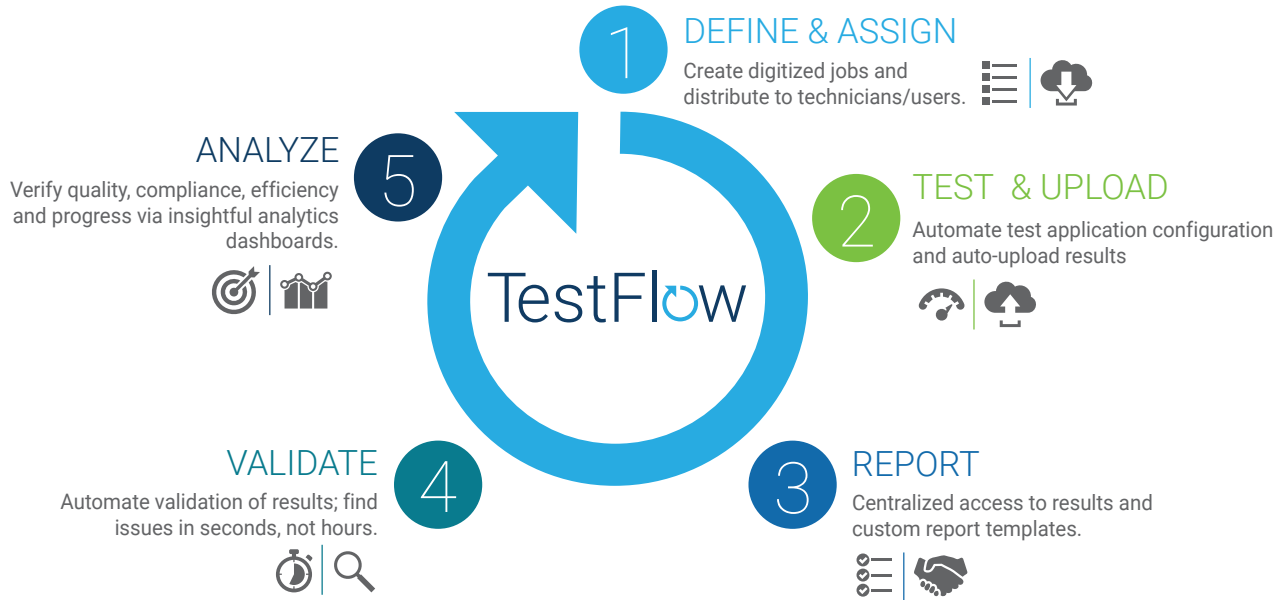 1
DEFINE & ASSIGN
Create digitized jobs and
distribute to technicians/users.
2
TEST & UPLOAD
Automate test application configuration
and auto-upload results
3
REPORT
Centralized access to results and
custom report templates.
4
VALIDATE
Automate validation of results; find
issues in seconds, not hours.
5
ANALYZE
Verify quality, compliance, efficiency
and progress via insightful analytics
dashboards.
TestFlow